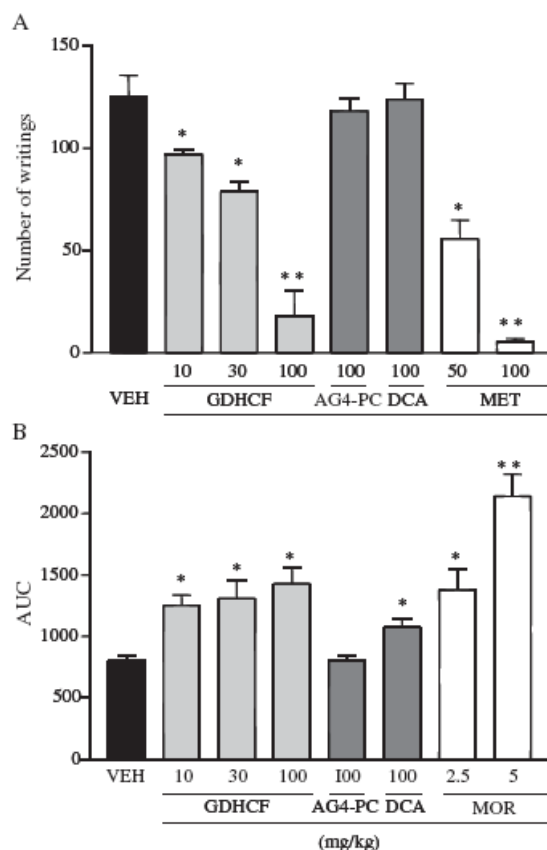 A
150
* *
Number of writings
100
*
50
* *
* *
0
10 30 100 100 100 50 100
VEH GDHCF AG4-PC DCA MET
B
2500
* *
2000
AUC
1500
* * * * *
1000
500
0
VEH 10 30 100 I00 100 2.5 5
GDHCF AG4-PC DCA MOR
(mg/kg)